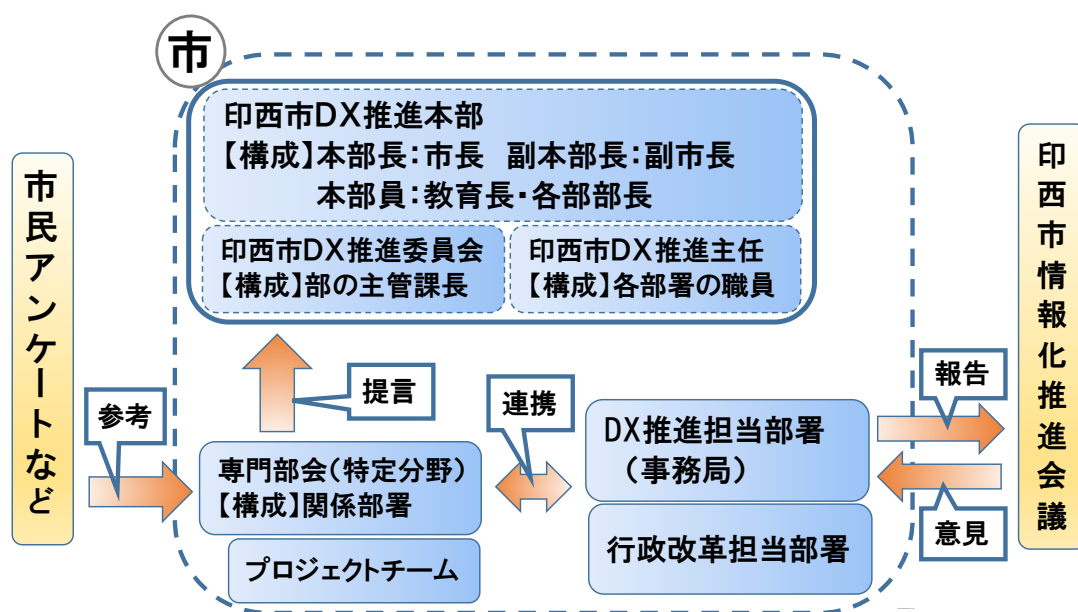 市
印西市DX推進本部
【構成】本部長：市長　副本部長：副市長
本部員：教育長・各部部長
印西市DX推進委員会
【構成】部の主管課長
印西市DX推進主任
【構成】各部署の職員
市民アンケートなど
参考
提言
連携
報告
意見
専門部会（特定分野）
【構成】関係部署
プロジェクトチーム
DX推進担当部署
（事務局）
行政改革担当部署
印西市情報化推進会議